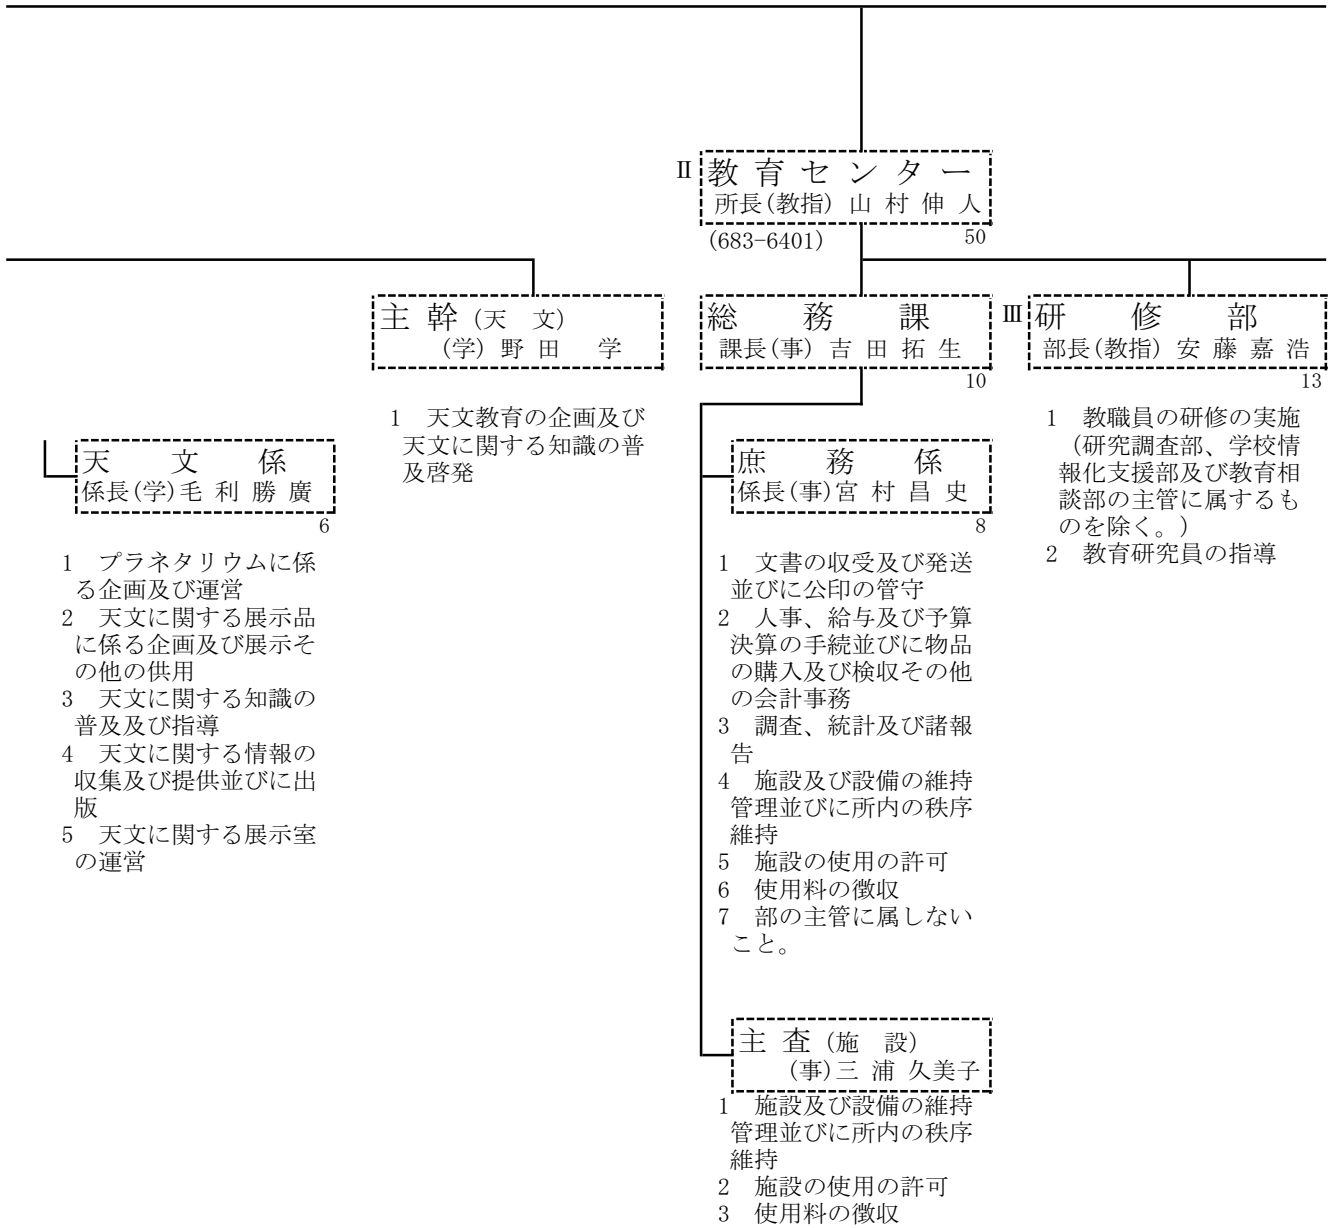 Ⅱ
教育センター
所長(教指) 山村伸人
(683-6401) 50
主幹(天 文)
(学)野田 学
1 天文教育の企画及び
天文に関する知識の普
及啓発
天文係
係長(学)毛利勝廣
6
1 プラネタリウムに係
る企画及び運営
2 天文に関する展示品
に係る企画及び展示そ
の他の供用
3 天文に関する知識の
普及及び指導
4 天文に関する情報の
収集及び提供並びに出
版
5 天文に関する展示室
の運営
総務課
課長(事)吉田拓生
10
庶務係
係長(事)宮村昌史
8
1 文書の収受及び発送
並びに公印の管守
2 人事、給与及び予算
決算の手続並びに物品
の購入及び検収その他
の会計事務
3 調査、統計及び諸報
告
4 施設及び設備の維持
管理並びに所内の秩序
維持
5 施設の使用の許可
6 使用料の徴収
7 部の主管に属しない
こと。
主査(施 設)
(事)三浦 久美子
1 施設及び設備の維持
管理並びに所内の秩序
維持
2 施設の使用の許可
3 使用料の徴収
Ⅲ
研修部
部長(教指)安藤嘉浩
13
1 教職員の研修の実施
(研究調査部、学校情
報化支援部及び教育相
談部の主管に属するも
のを除く。)
2 教育研究員の指導